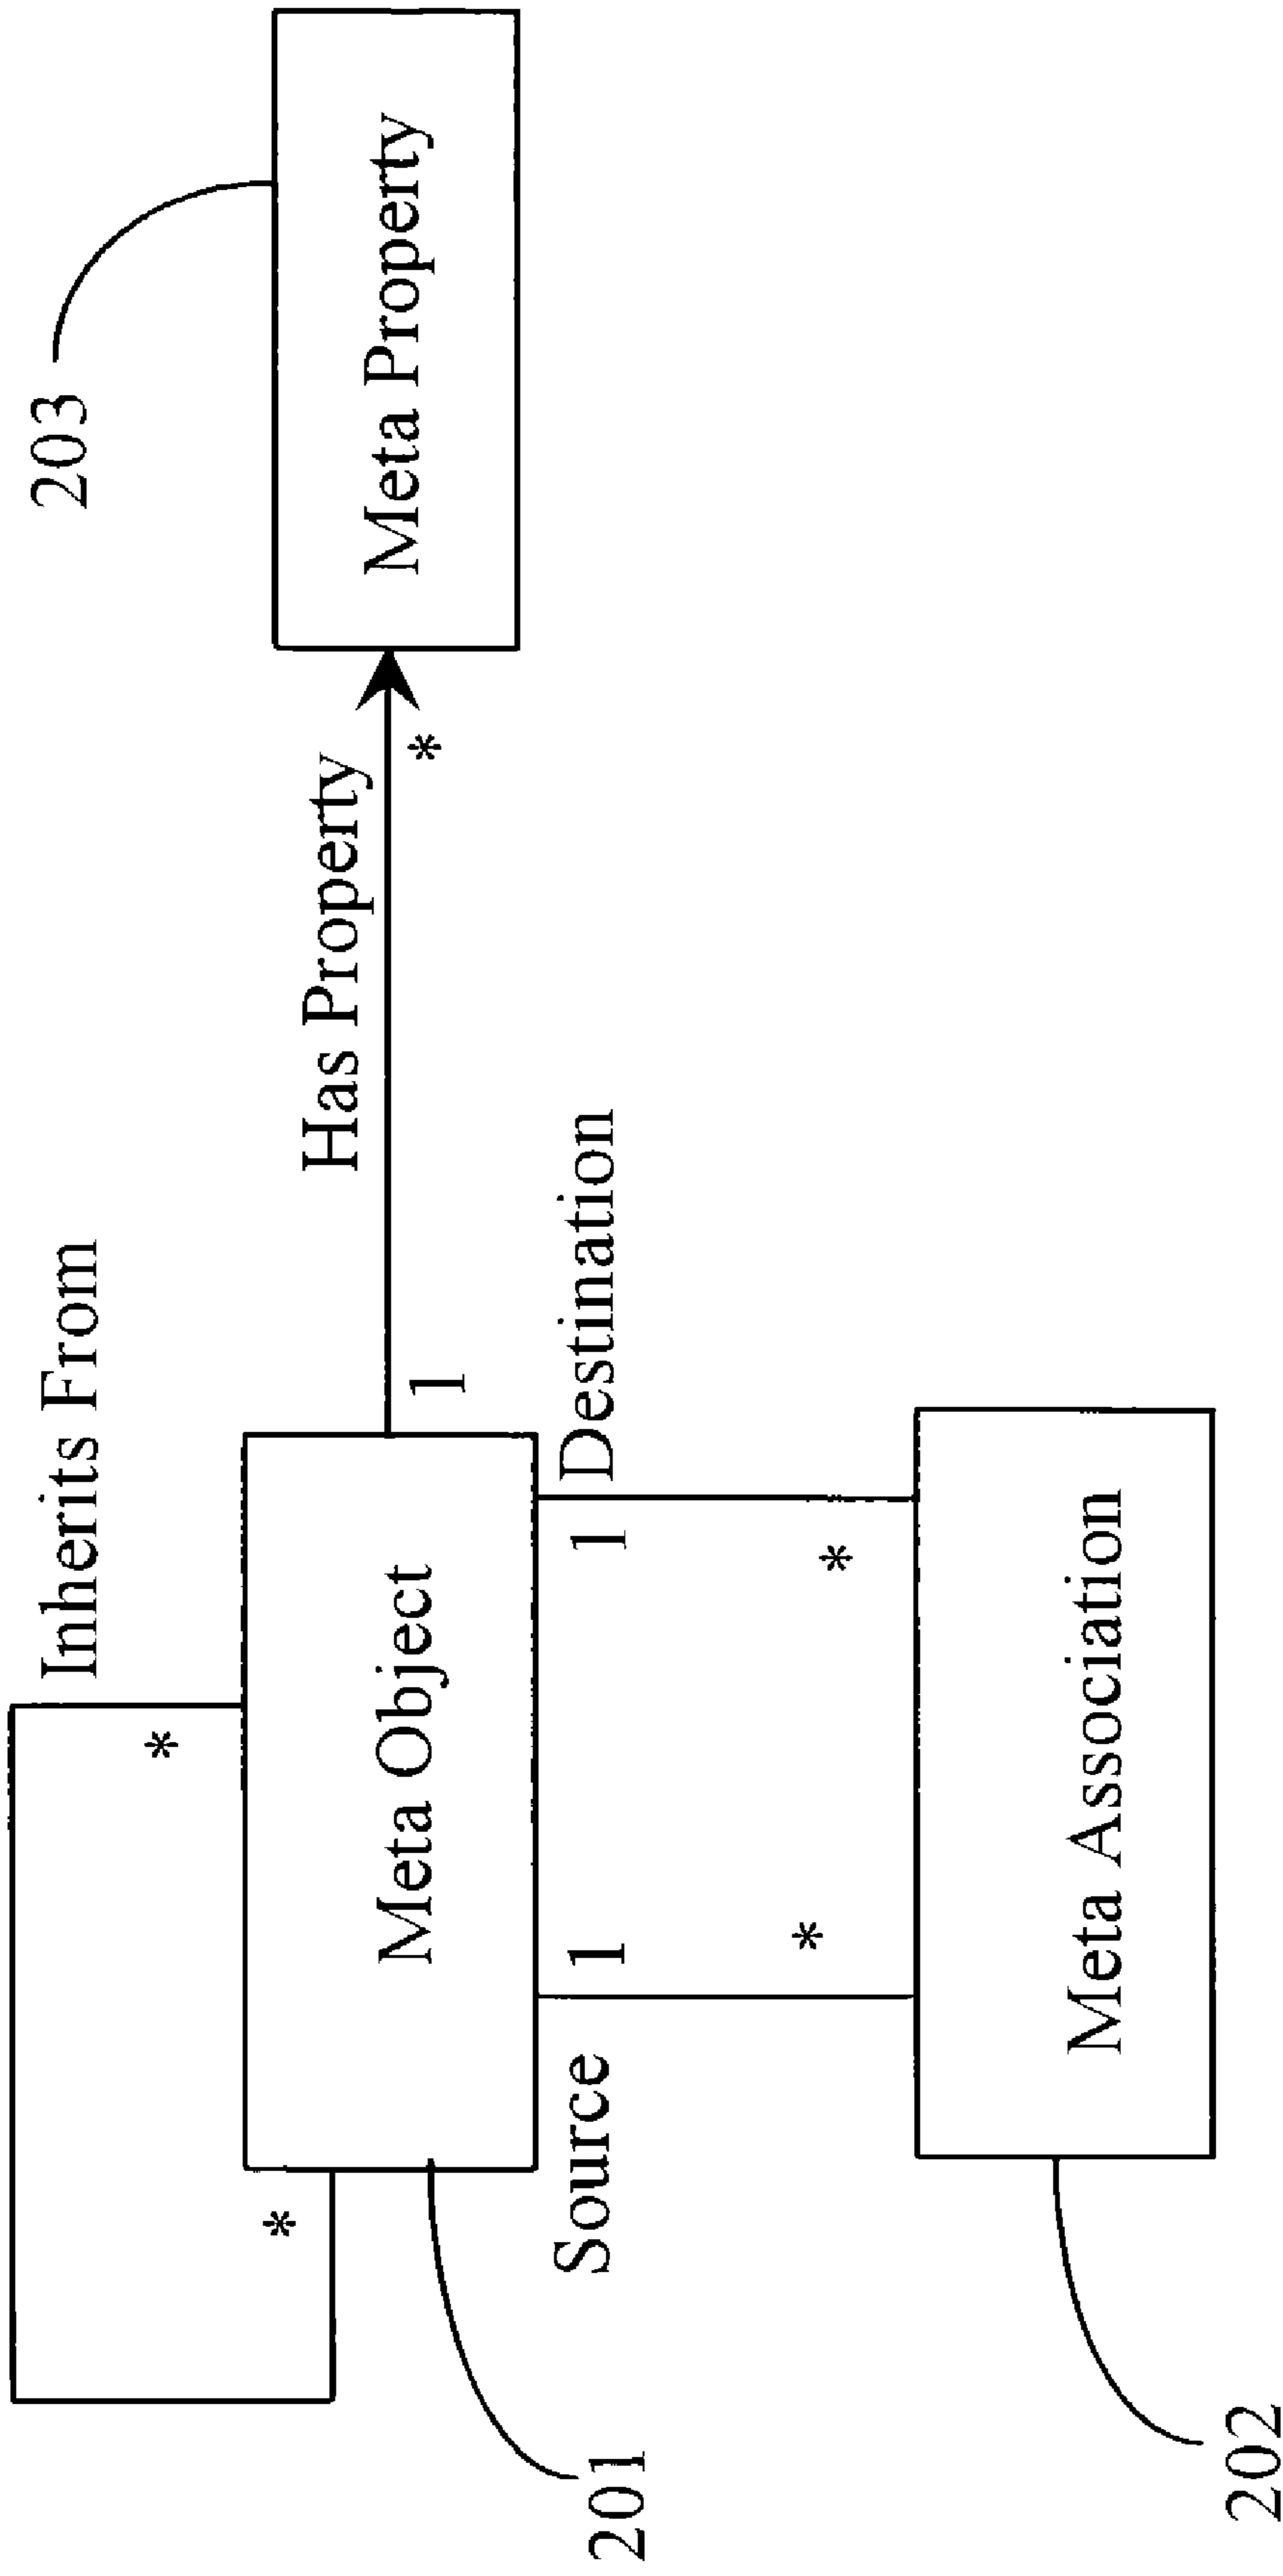 Inherits From
*
*
Meta Object
Has Property
1
*
Meta Property
203
201
Source
Destination
1
1
*
*
Meta Association
202